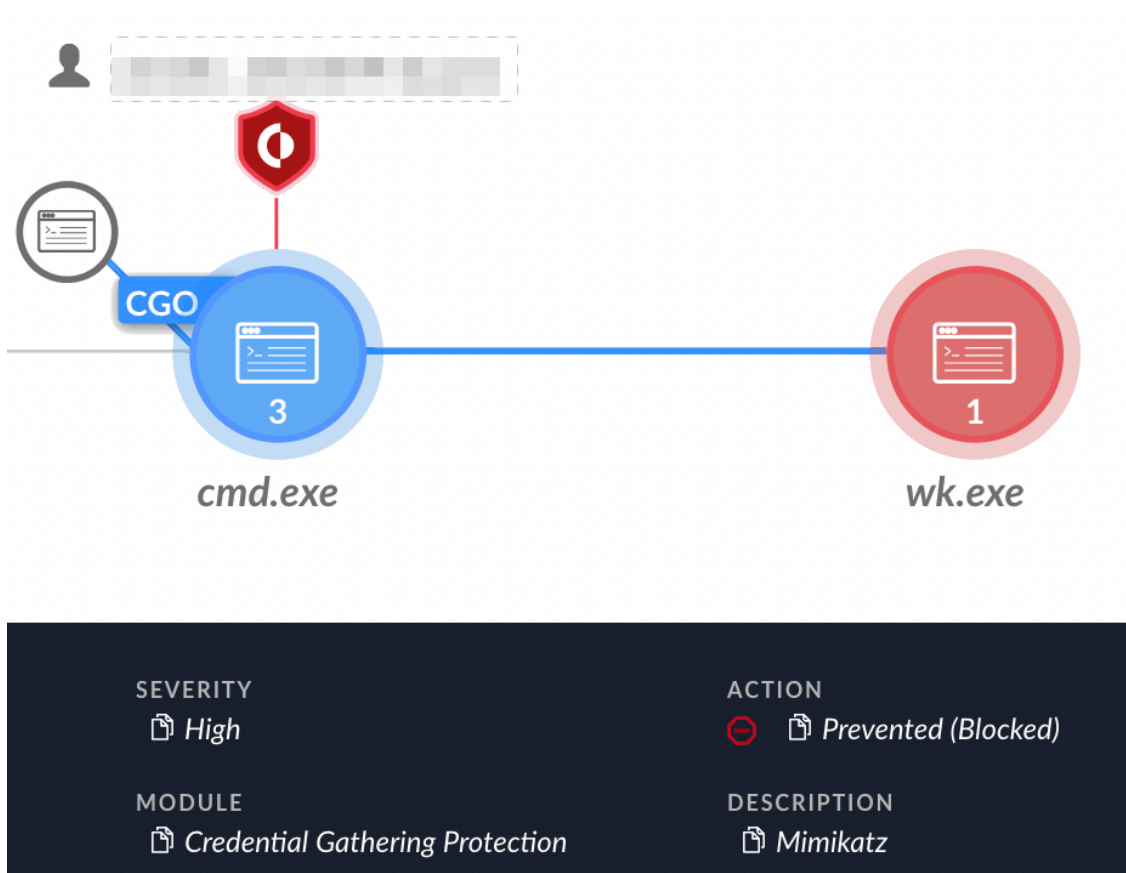 CGO
3
1
cmd.exe
wk.exe
SEVERITY
High
ACTION
Prevented (Blocked)
MODULE
Credential Gathering Protection
DESCRIPTION
Mimikatz